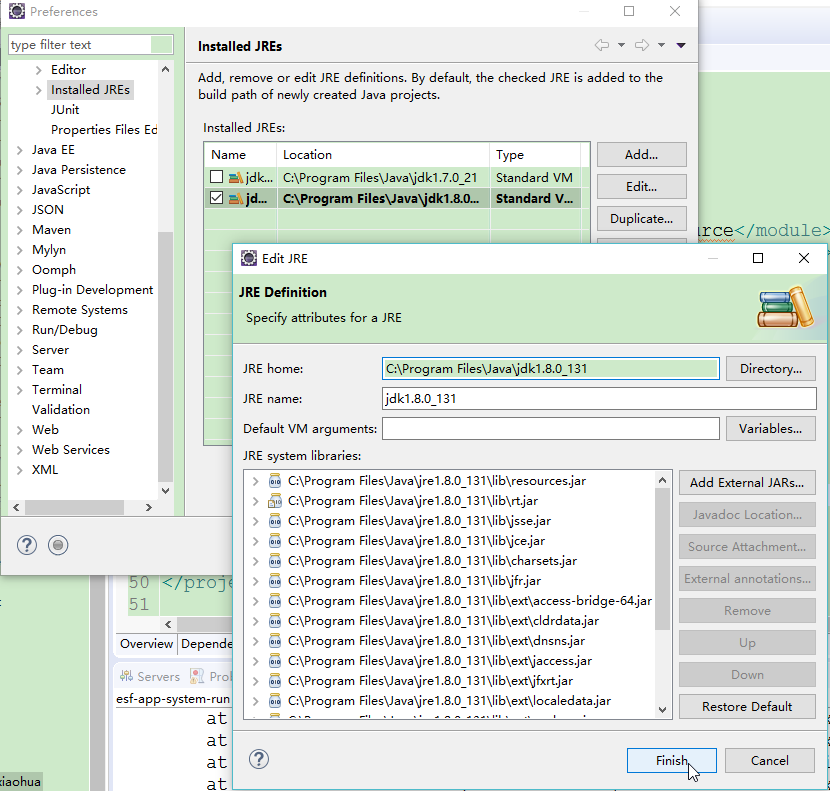 Preferences
type filter text
Editor
Installed JREs
JUnit
Properties Files Ed
Java EE
Java Persistence
JavaScript
JSON
Maven
Mylyn
Oomph
Plug-in Development
Remote Systems
Run/Debug
Server
Team
Terminal
Validation
Web
Web Services
XML
Installed JREs
Add, remove or edit JRE definitions. By default, the checked JRE is added to the
build path of newly created Java projects.
Installed JREs:
Name Location Type
jdk... C:\Program Files\Java\jdk1.7.0_21 Standard VM
jd... C:\Program Files\Java\jdk1.8.0... Standard V...
Add...
Edit...
Duplicate...
urce</module>
Edit JRE
JRE Definition
Specify attributes for a JRE
JRE home: C:\Program Files\Java\jdk1.8.0_131 Directory...
JRE name: jdk1.8.0_131
Default VM arguments: Variables...
JRE system libraries:
C:\Program Files\Java\jre1.8.0_131\lib\resources.jar
C:\Program Files\Java\jre1.8.0_131\lib\rt.jar
C:\Program Files\Java\jre1.8.0_131\lib\jsse.jar
C:\Program Files\Java\jre1.8.0_131\lib\jce.jar
C:\Program Files\Java\jre1.8.0_131\lib\charsets.jar
C:\Program Files\Java\jre1.8.0_131\lib\jfr.jar
C:\Program Files\Java\jre1.8.0_131\lib\ext\access-bridge-64.jar
C:\Program Files\Java\jre1.8.0_131\lib\ext\cldrdata.jar
C:\Program Files\Java\jre1.8.0_131\lib\ext\dnsns.jar
C:\Program Files\Java\jre1.8.0_131\lib\ext\jaccess.jar
C:\Program Files\Java\jre1.8.0_131\lib\ext\jfxrt.jar
C:\Program Files\Java\jre1.8.0_131\lib\ext\localedata.jar
Add External JARs...
Javadoc Location...
Source Attachment...
External annotations...
Remove
Up
Down
Restore Default
Finish
Cancel
50 </proje
51
Overview Depende
Servers Prob
esf-app-system-run
at
at
at
at
xiaohua